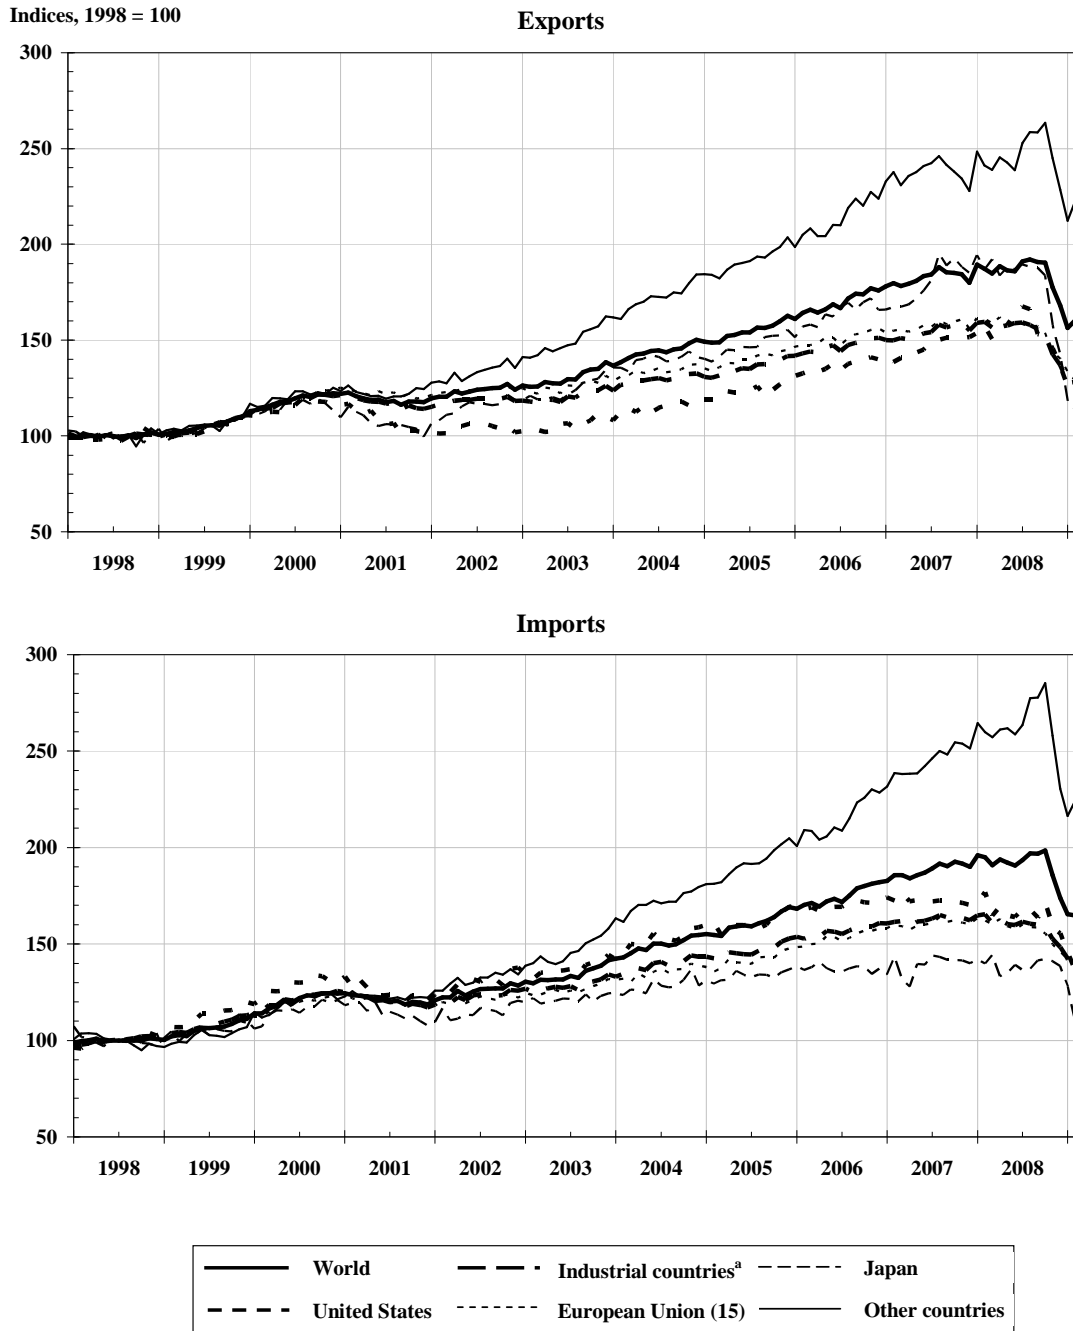 Indices, 1998 = 100
Exports
300
250
200
150
100
50
1998 1999 2000 2001 2002 2003 2004 2005 2006 2007 2008
Imports
300
250
200
150
100
50
1998 1999 2000 2001 2002 2003 2004 2005 2006 2007 2008
World Industrial countriesᵃ Japan
United States European Union (15) Other countries